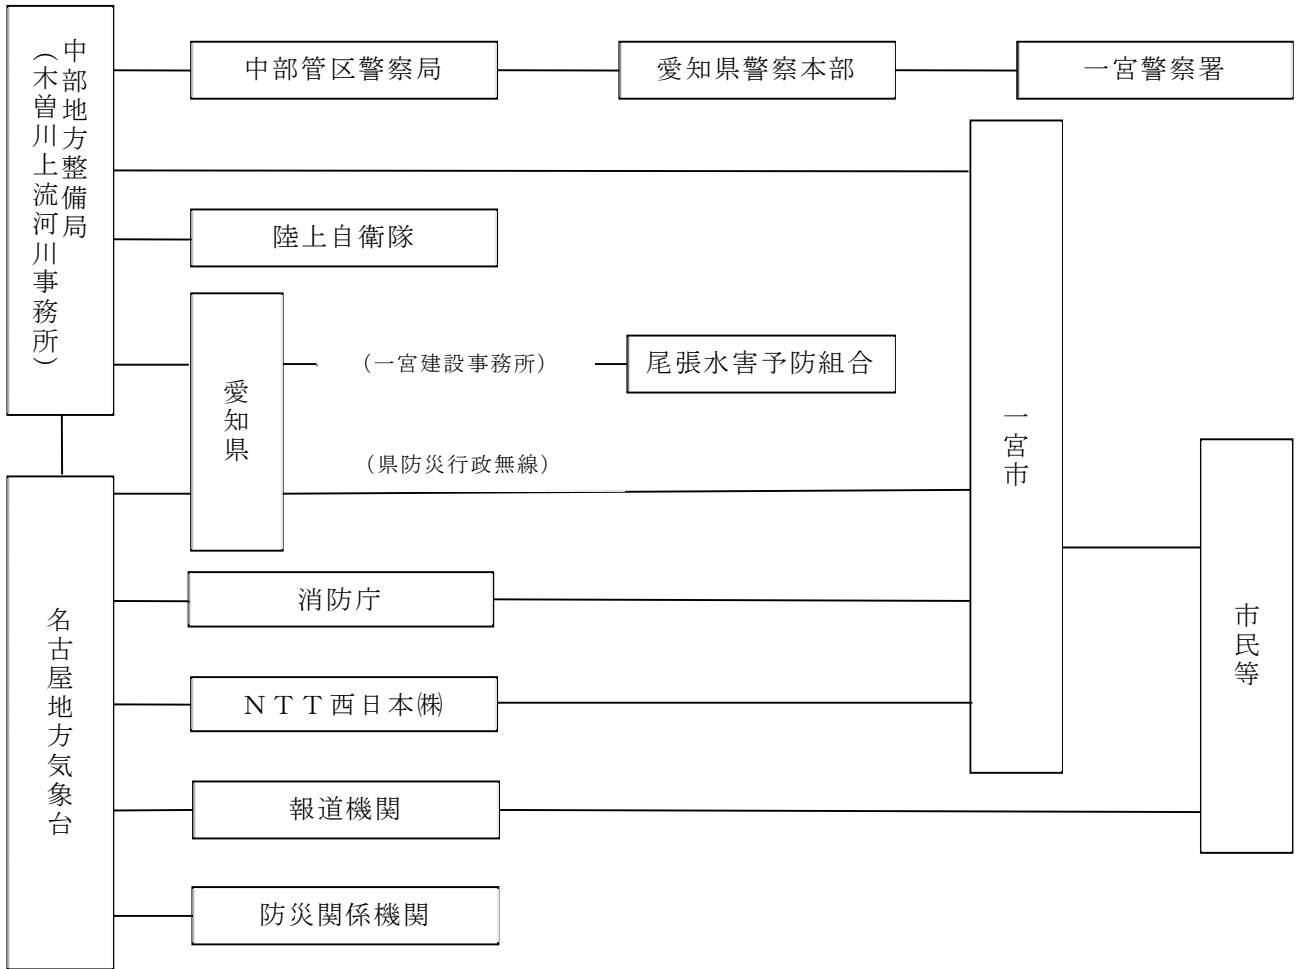 中部地方整備局
（木曽川上流河川事務所）
中部管区警察局
愛知県警察本部
一宮警察署
陸上自衛隊
愛知県
（一宮建設事務所）
尾張水害予防組合
（県防災行政無線）
一宮市
名古屋地方気象台
消防庁
ＮＴＴ西日本㈱
報道機関
防災関係機関
市民等